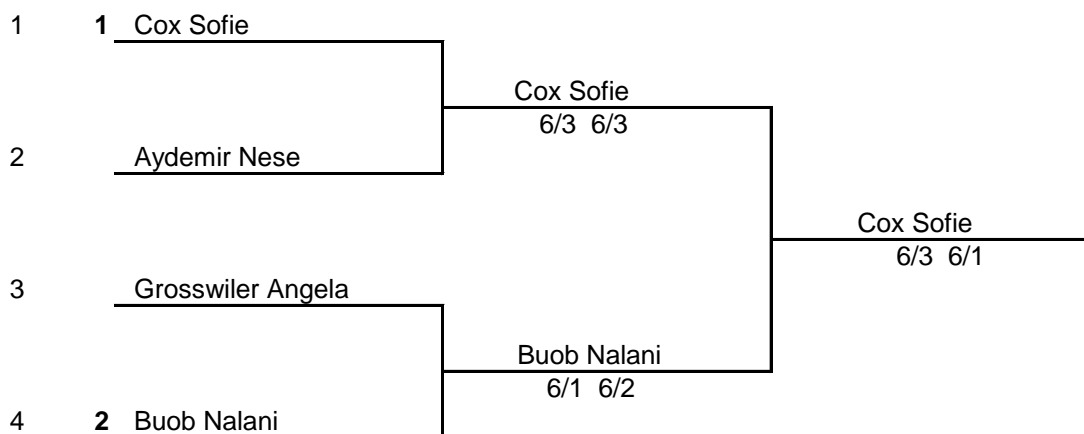 1 1 Cox Sofie
Cox Sofie
6/3 6/3
2 Aydemir Nese
Cox Sofie
6/3 6/1
3 Grosswiler Angela
Buob Nalani
6/1 6/2
4 2 Buob Nalani